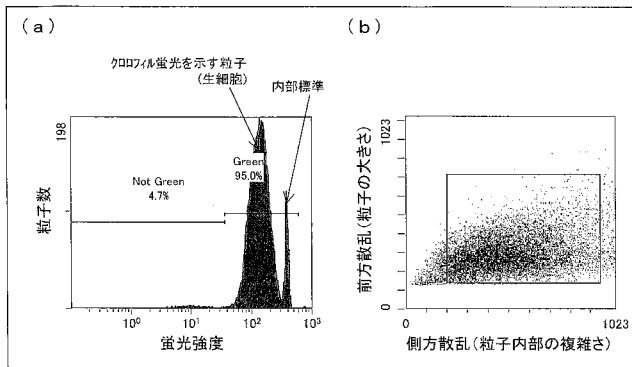 (a)
クロロフィル蛍光を示す粒子
(生細胞)
内部標準
198
Green
95.0%
Not Green
4.7%
粒子数
10⁰
10¹
10²
10³
蛍光強度
(b)
1023
前方散乱(粒子の大きさ)
0
0
1023
側方散乱(粒子内部の複雑さ)